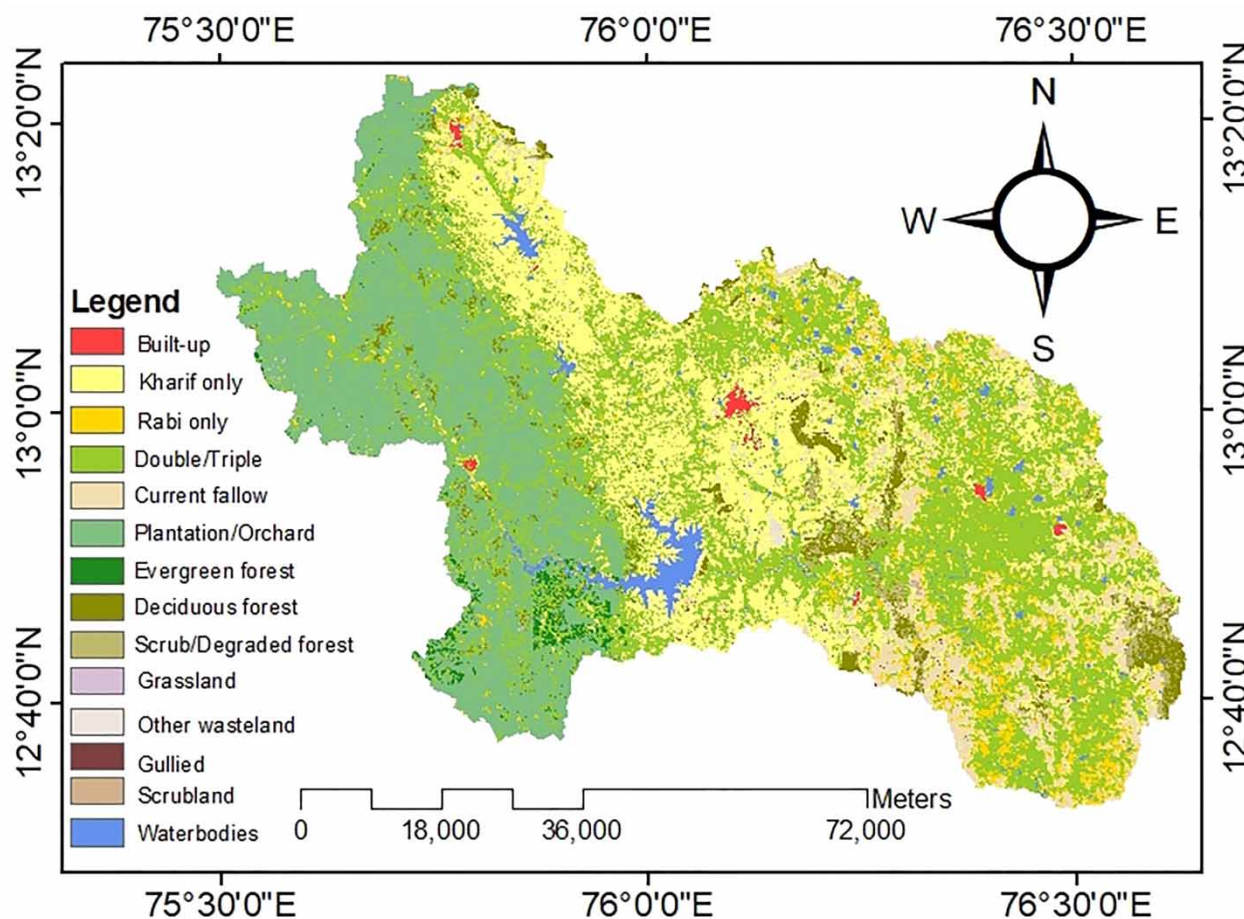 75°30'0"E 76°0'0"E 76°30'0"E
13°20'0"N 13°20'0"N
N
W E
S
13°0'0"N 13°0'0"N
12°40'0"N 12°40'0"N
Legend
Built-up
Kharif only
Rabi only
Double/Triple
Current fallow
Plantation/Orchard
Evergreen forest
Deciduous forest
Scrub/Degraded forest
Grassland
Other wasteland
Gullied
Scrubland
Waterbodies
Meters
0 18,000 36,000 72,000
75°30'0"E 76°0'0"E 76°30'0"E